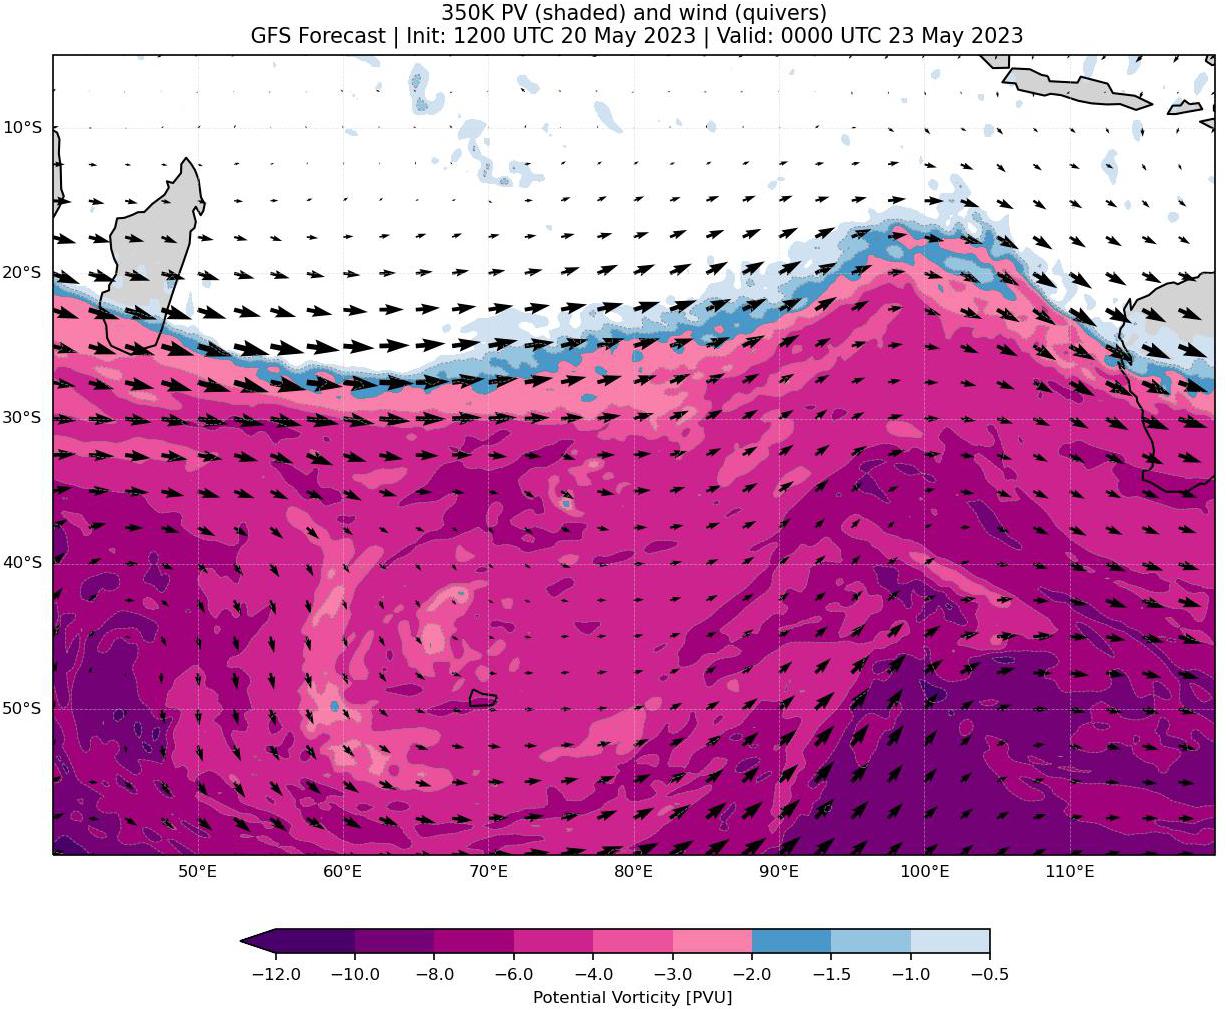 350K PV (shaded) and wind (quivers)
GFS Forecast | Init: 1200 UTC 20 May 2023 | Valid: 0000 UTC 23 May 2023
10°S
20°S
30°S
40°S
50°S
50°E 60°E 70°E 80°E 90°E 100°E 110°E
−12.0 −10.0 −8.0 −6.0 −4.0 −3.0 −2.0 −1.5 −1.0 −0.5
Potential Vorticity [PVU]